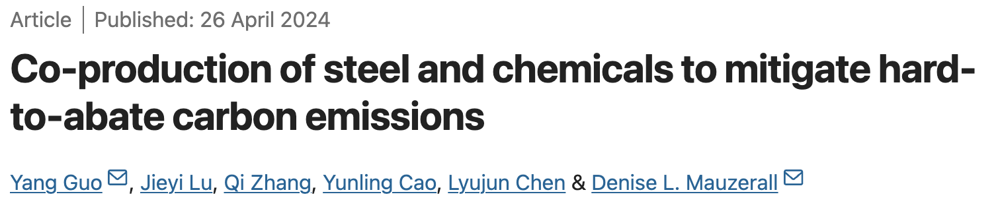 Article | Published: 26 April 2024
Co-production of steel and chemicals to mitigate hard-
to-abate carbon emissions
Yang Guo, Jieyi Lu, Qi Zhang, Yunling Cao, Lyujun Chen & Denise L. Mauzerall